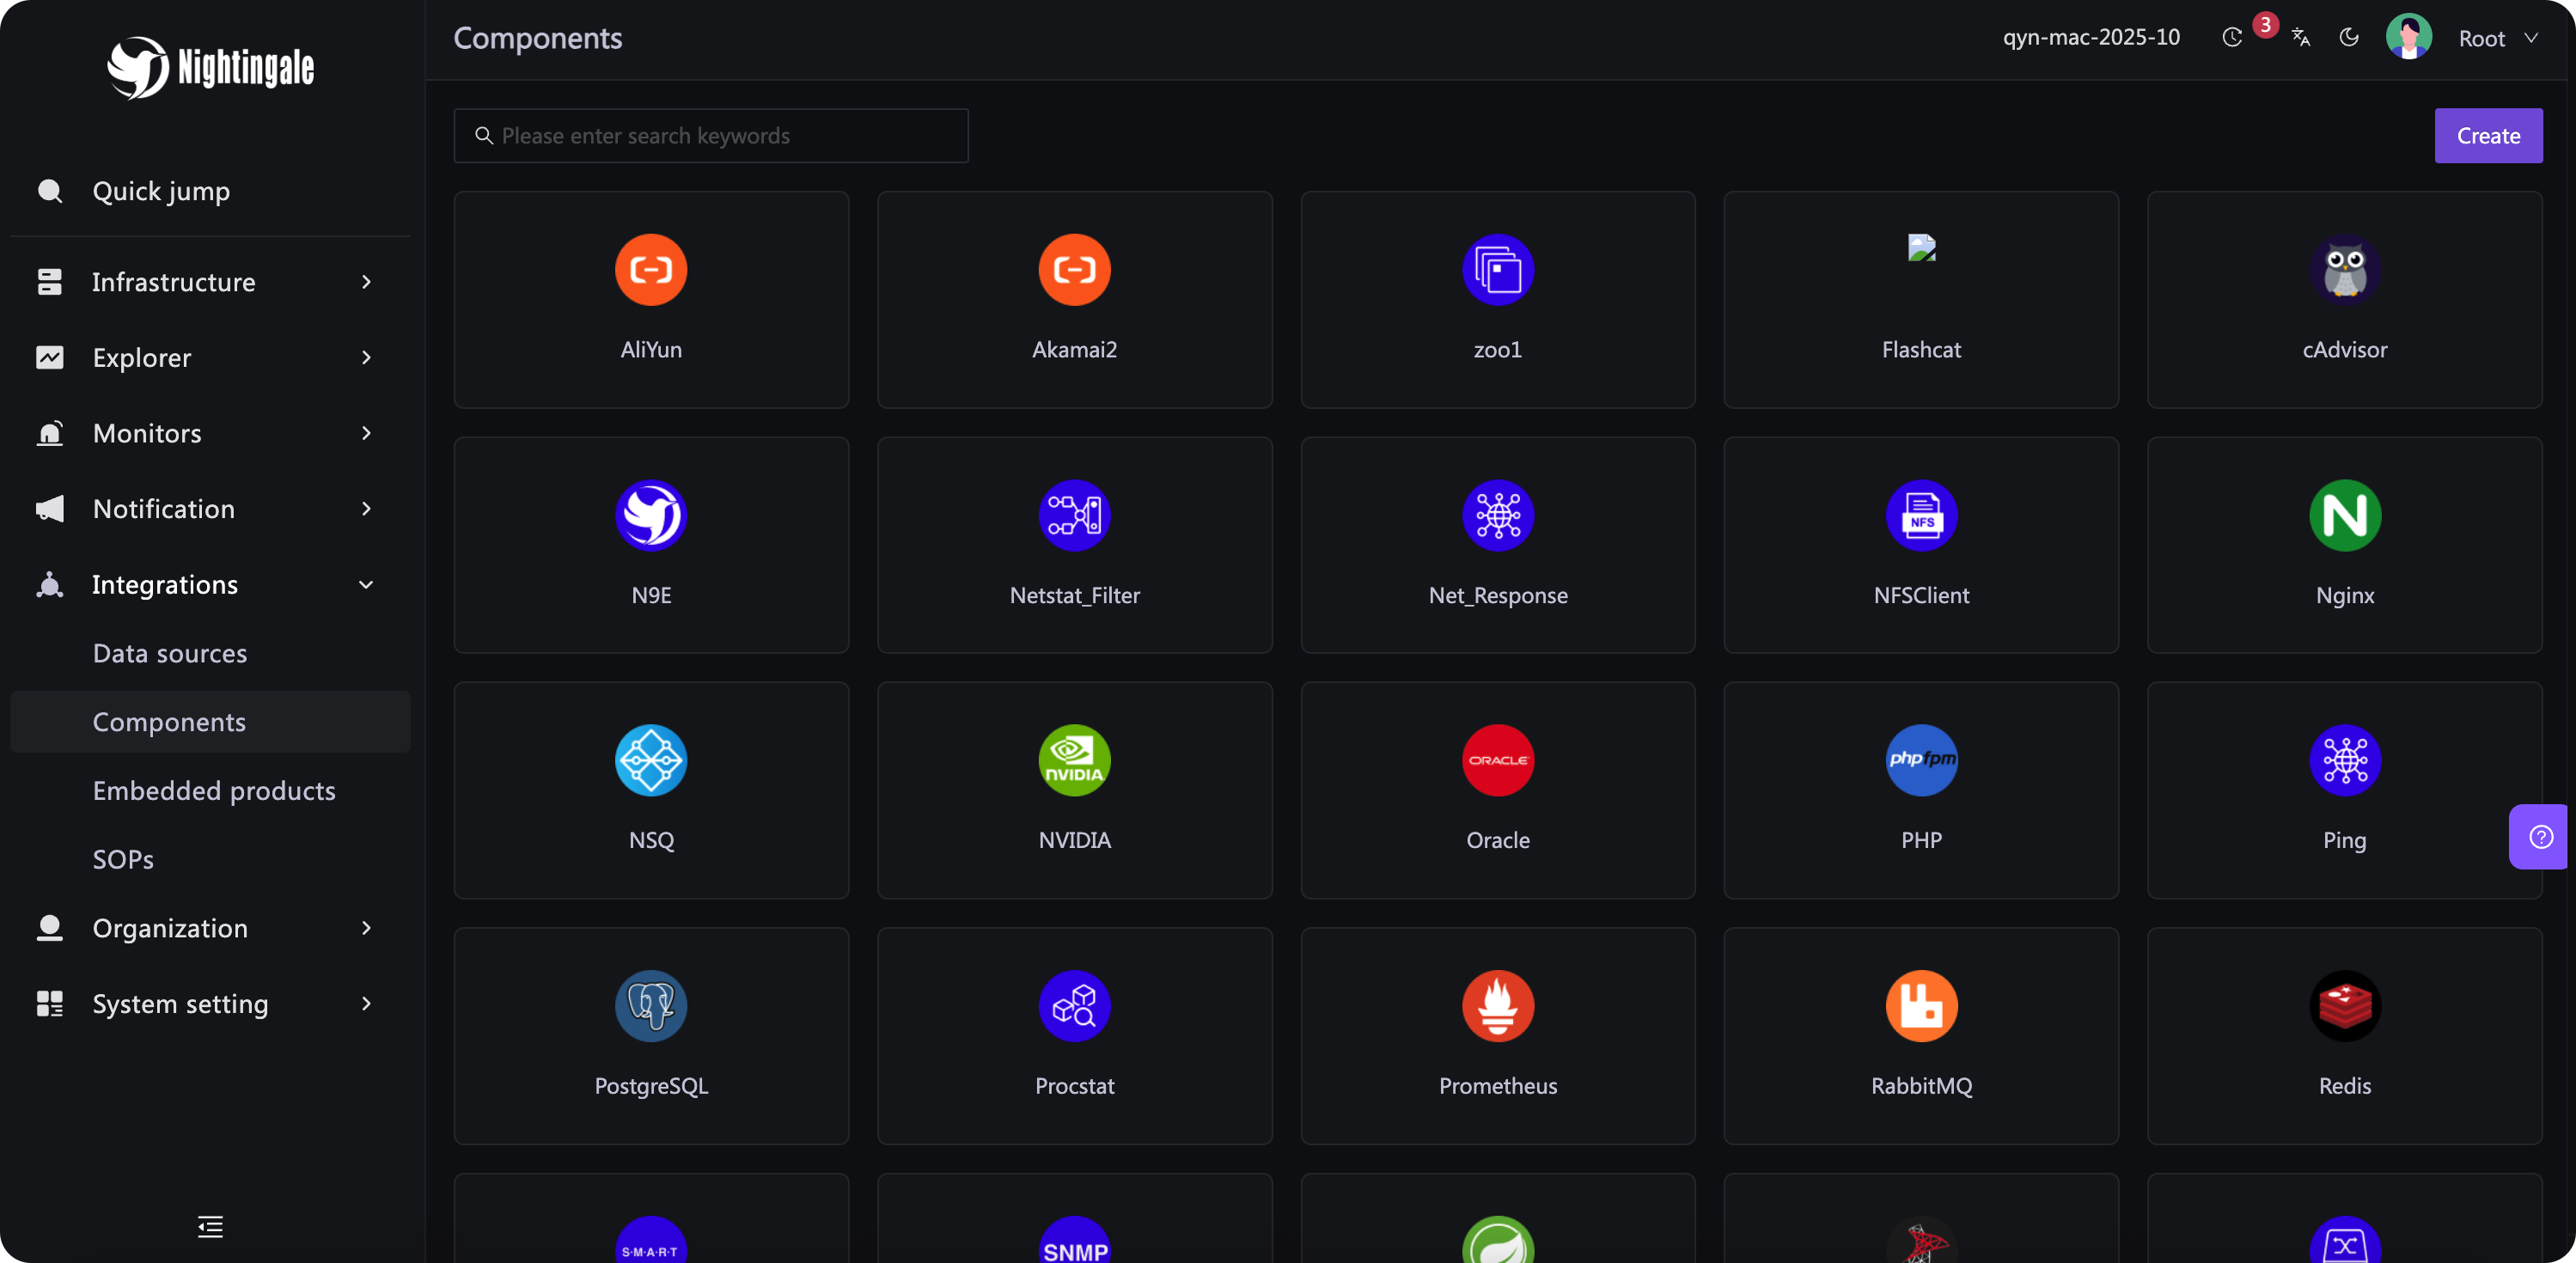 Nightingale
Quick jump
Infrastructure
Explorer
Monitors
Notification
Integrations
Data sources
Components
Embedded products
SOPs
Organization
System setting
Components
qyn-mac-2025-10
3
Root
Please enter search keywords
Create
AliYun
Akamai2
zoo1
Flashcat
cAdvisor
NFS
N9E
Netstat_Filter
Net_Response
NFSClient
Nginx
NVIDIA
ORACLE
phpfpm
NSQ
NVIDIA
Oracle
PHP
Ping
PostgreSQL
Procstat
Prometheus
RabbitMQ
Redis
S·M·A·R·T
SNMP